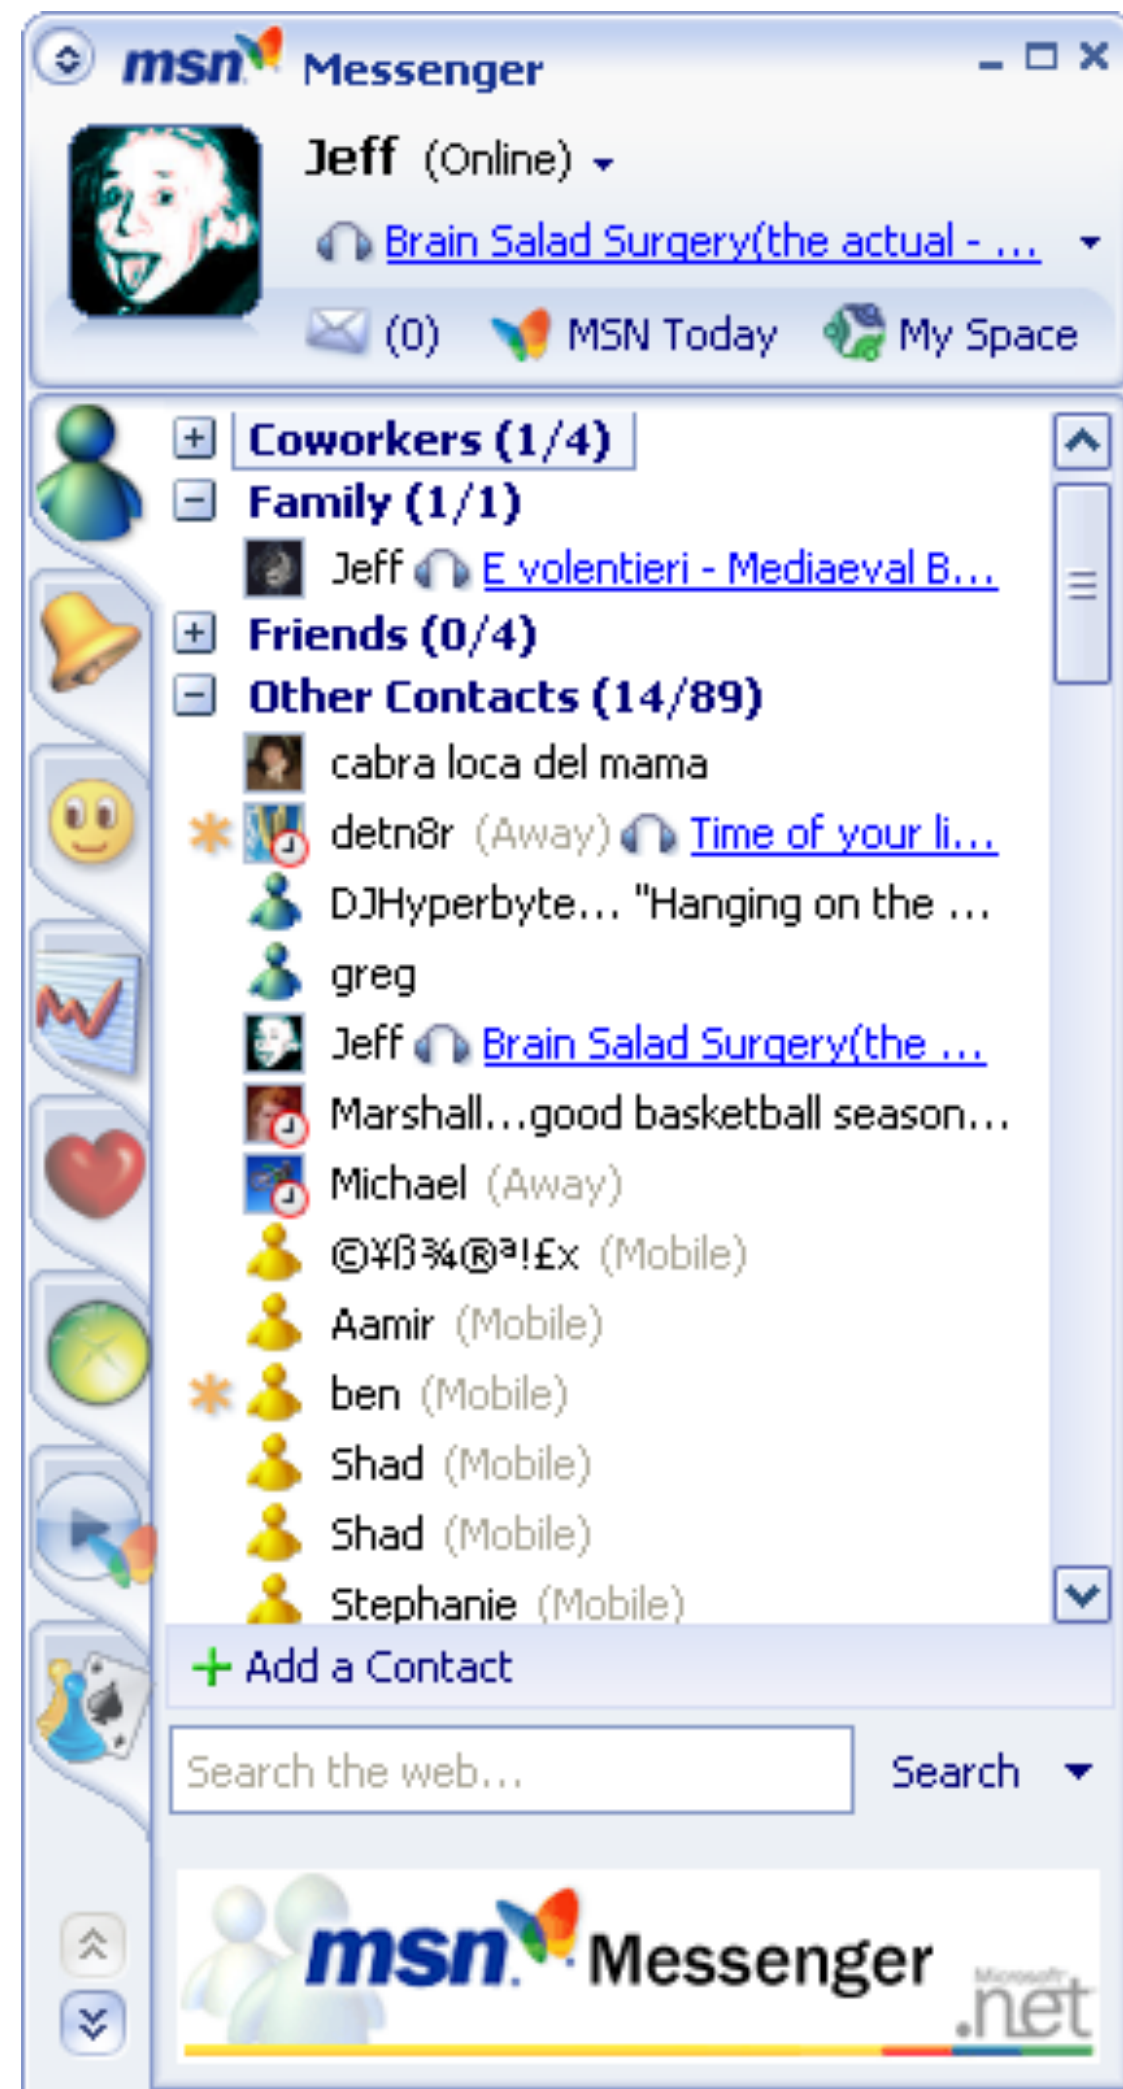 msn Messenger
Jeff (Online)
Brain Salad Surgery(the actual - ...
(0) MSN Today My Space
Coworkers (1/4)
Family (1/1)
Jeff E volentieri - Mediaeval B...
Friends (0/4)
Other Contacts (14/89)
cabra loca del mama
detn8r (Away) Time of your li...
DJHyperbyte... "Hanging on the ...
greg
Jeff Brain Salad Surgery(the ...
Marshall...good basketball season...
Michael (Away)
©¥ß¾®ª!£x (Mobile)
Aamir (Mobile)
ben (Mobile)
Shad (Mobile)
Shad (Mobile)
Stephanie (Mobile)
Add a Contact
Search the web... Search
msn Messenger
Microsoft
.net